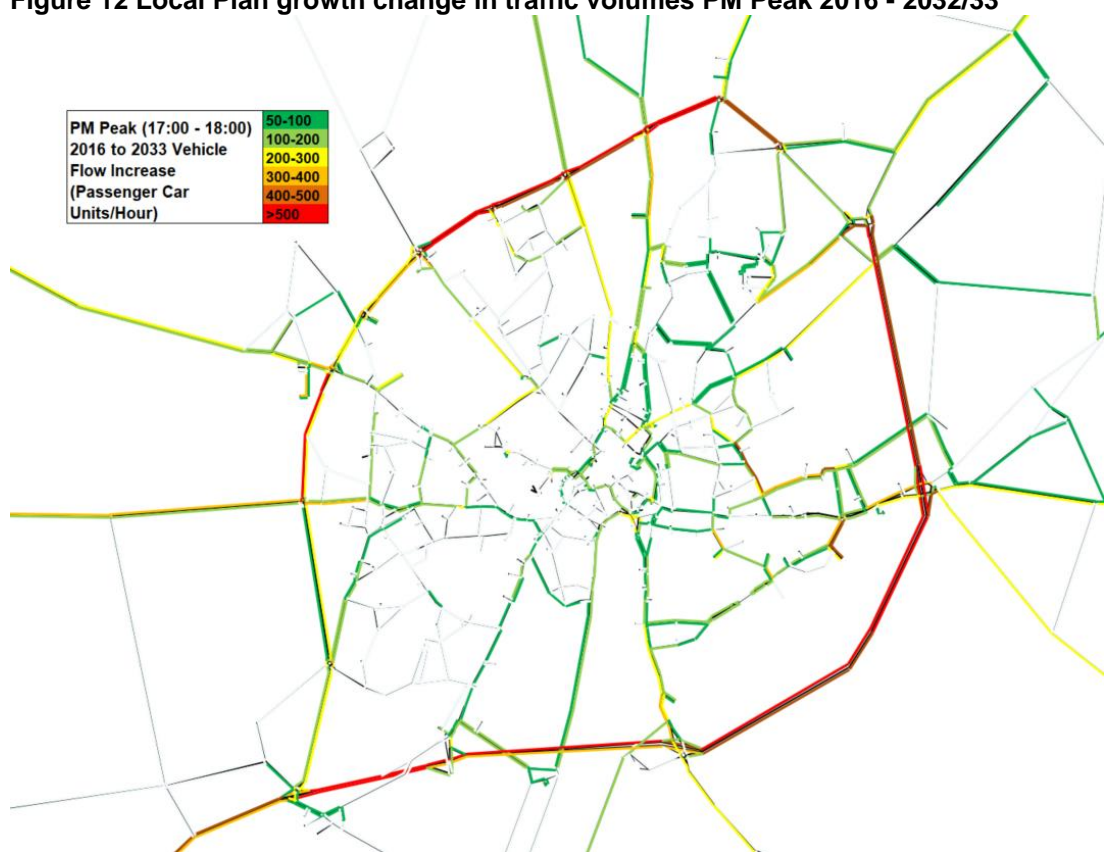 Figure 12 Local Plan growth change in traffic volumes PM Peak 2016 - 2032/33
PM Peak (17:00 - 18:00)
2016 to 2033 Vehicle
Flow Increase
(Passenger Car
Units/Hour)
50-100
100-200
200-300
300-400
400-500
>500